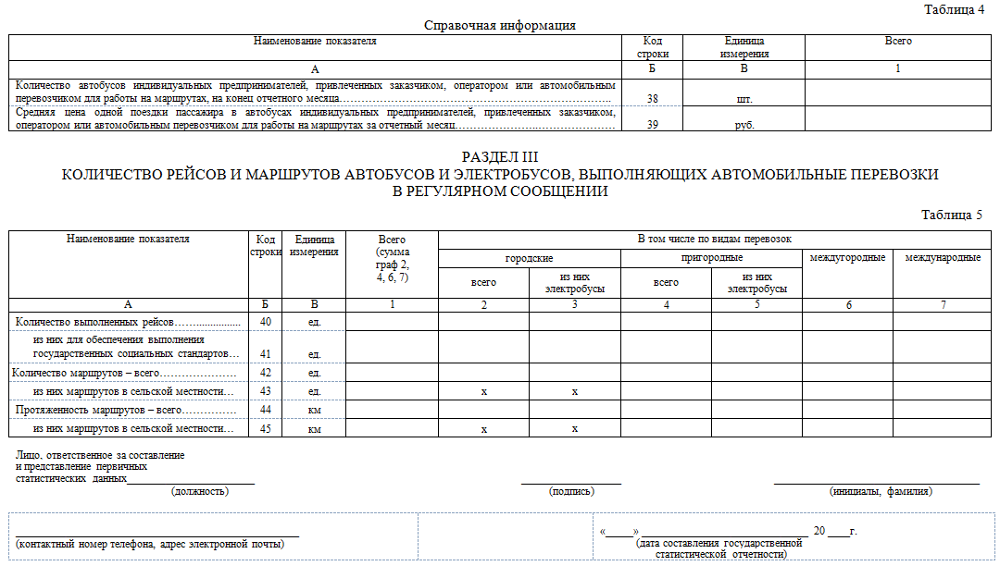 Таблица 4
Справочная информация
Наименование показателя
Код
строки
Единица
измерения
Всего
А
Б
В
1
Количество автобусов индивидуальных предпринимателей, привлеченных заказчиком, оператором или автомобильным
перевозчиком для работы на маршрутах, на конец отчетного месяца……………………………………………………………
38
шт.
Средняя цена одной поездки пассажира в автобусах индивидуальных предпринимателей, привлеченных заказчиком,
оператором или автомобильным перевозчиком для работы на маршрутах за отчетный месяц……………………………………
39
руб.
РАЗДЕЛ III
КОЛИЧЕСТВО РЕЙСОВ И МАРШРУТОВ АВТОБУСОВ И ЭЛЕКТРОБУСОВ, ВЫПОЛНЯЮЩИХ АВТОМОБИЛЬНЫЕ ПЕРЕВОЗКИ
В РЕГУЛЯРНОМ СООБЩЕНИИ
Таблица 5
Наименование показателя
Код
строки
Единица
измерения
Всего
(сумма
граф 2,
4, 6, 7)
В том числе по видам перевозок
городские
пригородные
междугородные
международные
всего
из них
электробусы
всего
из них
электробусы
А
Б
В
1
2
3
4
5
6
7
Количество выполненных рейсов……................
40
ед.
из них для обеспечения выполнения
государственных социальных стандартов…
41
ед.
Количество маршрутов – всего…………………
42
ед.
из них маршрутов в сельской местности…
43
ед.
х
х
Протяженность маршрутов – всего……………
44
км
из них маршрутов в сельской местности…
45
км
х
х
Лицо, ответственное за составление
и представление первичных
статистических данных_______________________
(должность)
__________________
(подпись)
_____________________________________
(инициалы, фамилия)
___________________________________________________
(контактный номер телефона, адрес электронной почты)
«_____» ______________________________ 20 ____г.
(дата составления государственной
статистической отчетности)